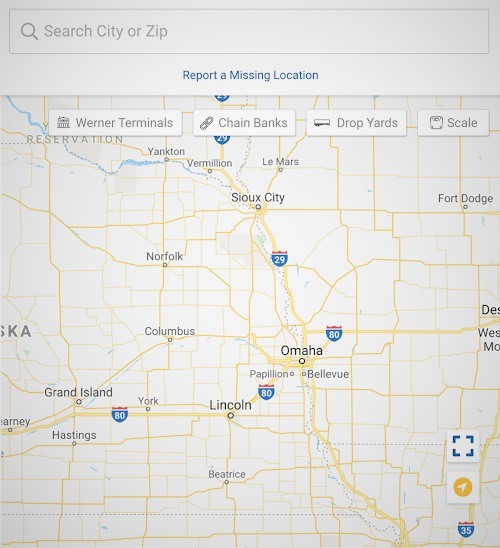 Search City or Zip
Report a Missing Location
29
Werner Terminals
Chain Banks
Drop Yards
Scale
29
Y
RESERVATION
Yankton
Vermillion
Le Mars
Sioux City
Fort Dodge
Norfolk
29
Des
SKA
Columbus
80
Wes
Mo
Omaha
Papillion
Bellevue
Grand Island
80
York
Lincoln
80
earney
Hastings
Beatrice
35